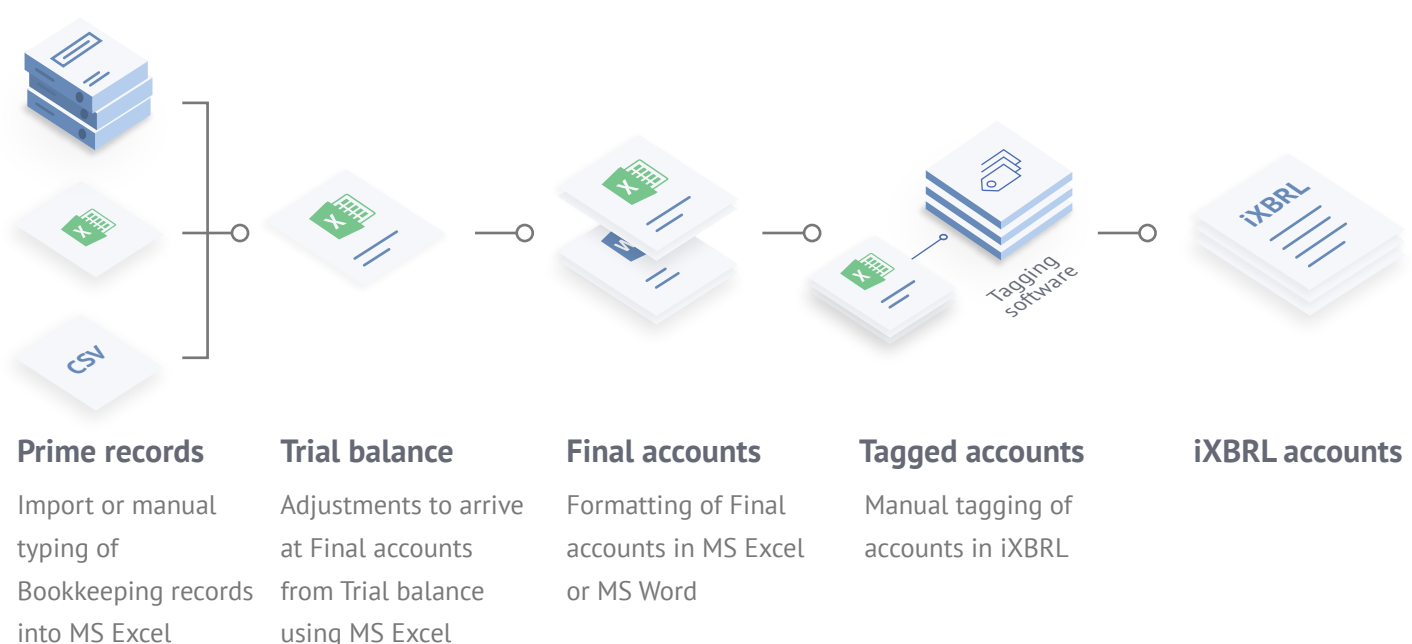 X
CSV
X
X
W
X
Tagging
software
iXBRL
Prime records
Import or manual
typing of
Bookkeeping records
into MS Excel
Trial balance
Adjustments to arrive
at Final accounts
from Trial balance
using MS Excel
Final accounts
Formatting of Final
accounts in MS Excel
or MS Word
Tagged accounts
Manual tagging of
accounts in iXBRL
iXBRL accounts